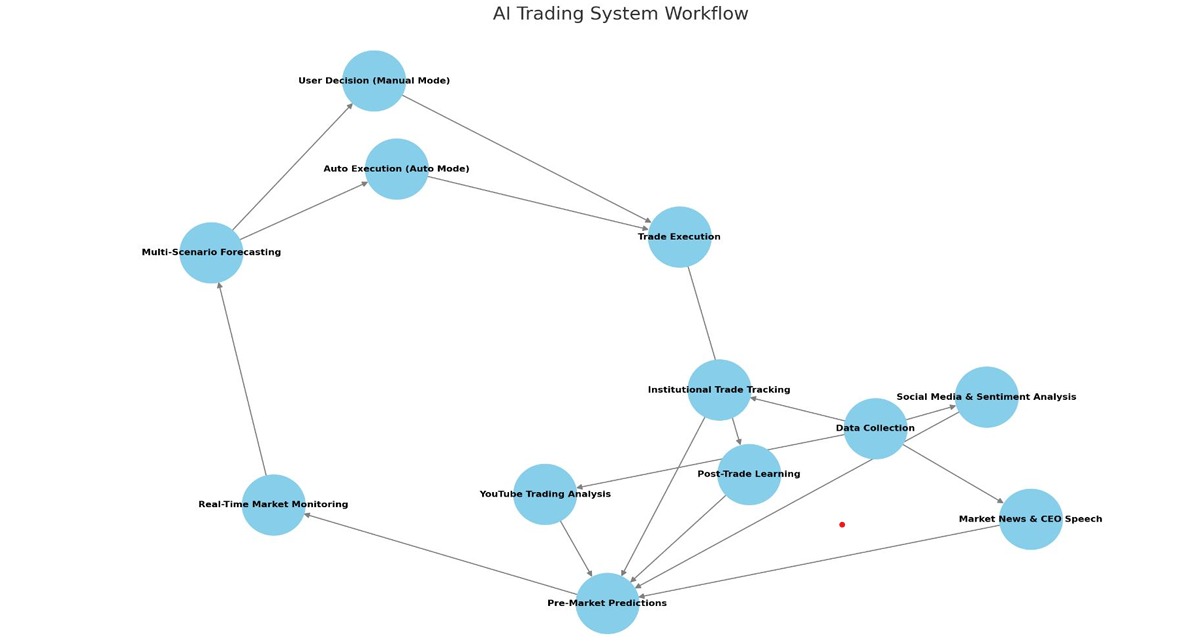 AI Trading System Workflow
User Decision (Manual Mode)
Auto Execution (Auto Mode)
Trade Execution
Multi-Scenario Forecasting
Institutional Trade Tracking
Social Media & Sentiment Analysis
Data Collection
Post-Trade Learning
YouTube Trading Analysis
Real-Time Market Monitoring
Market News & CEO Speech
Pre-Market Predictions